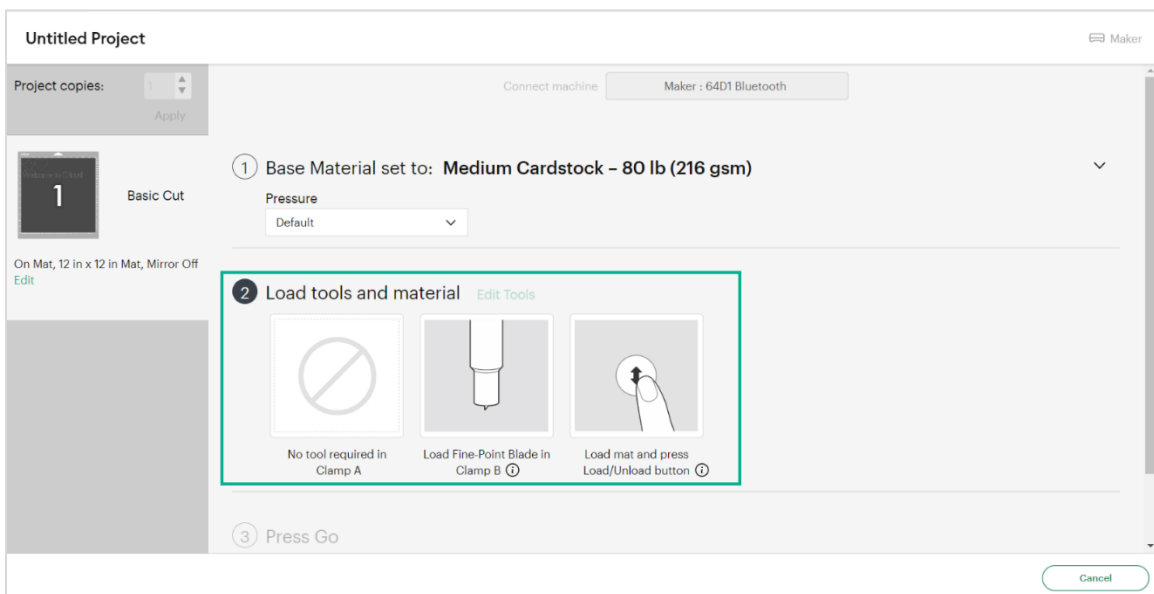 Untitled Project
Maker
Project copies:
1
Apply
Connect machine
Maker : 64D1 Bluetooth
1
Basic Cut
On Mat, 12 in x 12 in Mat, Mirror Off
Edit
1 Base Material set to: Medium Cardstock – 80 lb (216 gsm)
Pressure
Default
2 Load tools and material Edit Tools
No tool required in
Clamp A
Load Fine-Point Blade in
Clamp B
Load mat and press
Load/Unload button
3 Press Go
Cancel